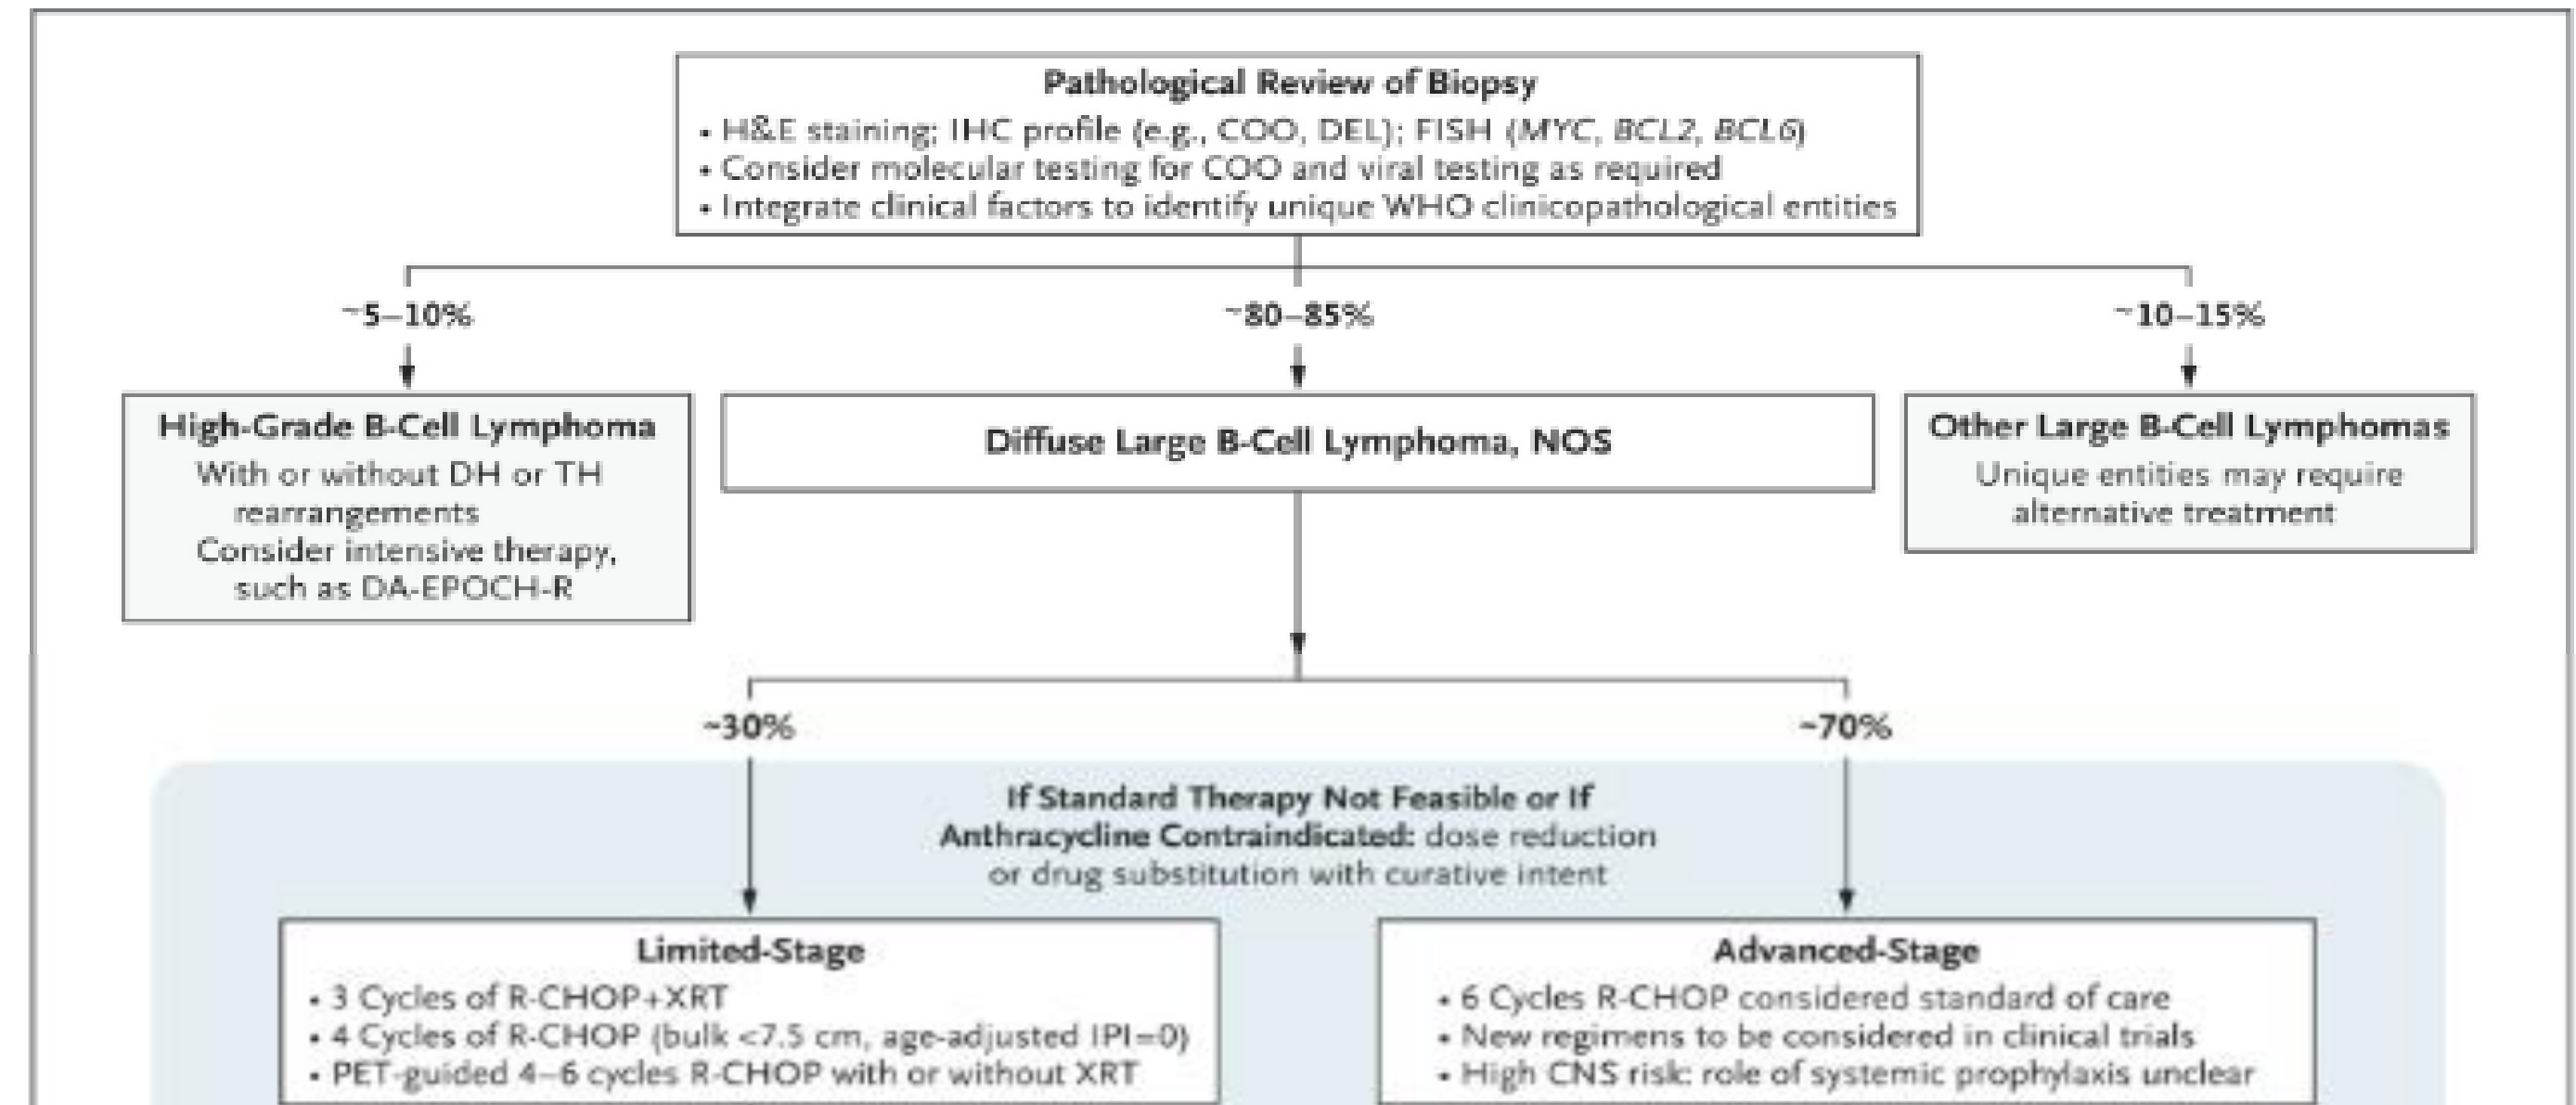 Pathological Review of Biopsy
• H&E staining; IHC profile (e.g., COO, DEL); FISH (MYC, BCL2, BCL6)
• Consider molecular testing for COO and viral testing as required
• Integrate clinical factors to identify unique WHO clinicopathological entities
~5–10%
~80–85%
~10–15%
High-Grade B-Cell Lymphoma
With or without DH or TH
rearrangements
Consider intensive therapy,
such as DA-EPOCH-R
Diffuse Large B-Cell Lymphoma, NOS
Other Large B-Cell Lymphomas
Unique entities may require
alternative treatment
~30%
~70%
If Standard Therapy Not Feasible or If
Anthracycline Contraindicated: dose reduction
or drug substitution with curative intent
Limited-Stage
• 3 Cycles of R-CHOP+XRT
• 4 Cycles of R-CHOP (bulk <7.5 cm, age-adjusted IPI=0)
• PET-guided 4–6 cycles R-CHOP with or without XRT
Advanced-Stage
• 6 Cycles R-CHOP considered standard of care
• New regimens to be considered in clinical trials
• High CNS risk: role of systemic prophylaxis unclear